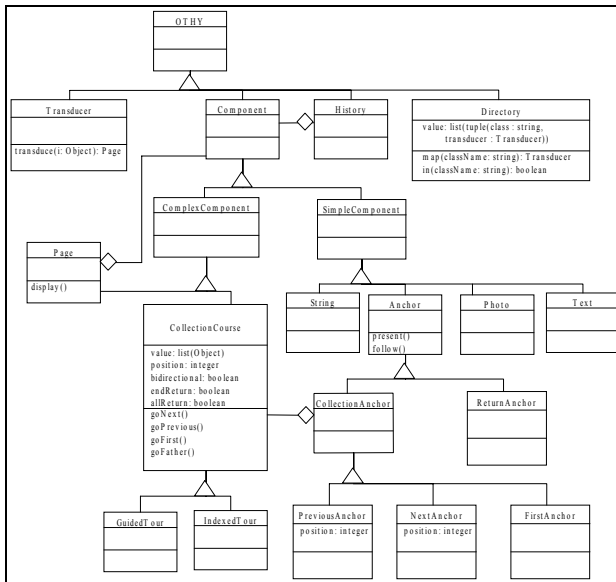 OTHY
Transducer
transduce(i: Object): Page
Component
History
Directory
value: list(tuple(class : string,
transducer : Transducer))
map(className: string): Transducer
in(className: string): boolean
ComplexComponent
SimpleComponent
Page
display()
String
Anchor
present()
follow()
Photo
Text
CollectionCourse
value: list(Object)
position: integer
bidirectional: boolean
endReturn: boolean
allReturn: boolean
goNext()
goPrevious()
goFirst()
goFather()
CollectionAnchor
ReturnAnchor
GuidedTour
IndexedTour
PreviousAnchor
position: integer
NextAnchor
position: integer
FirstAnchor